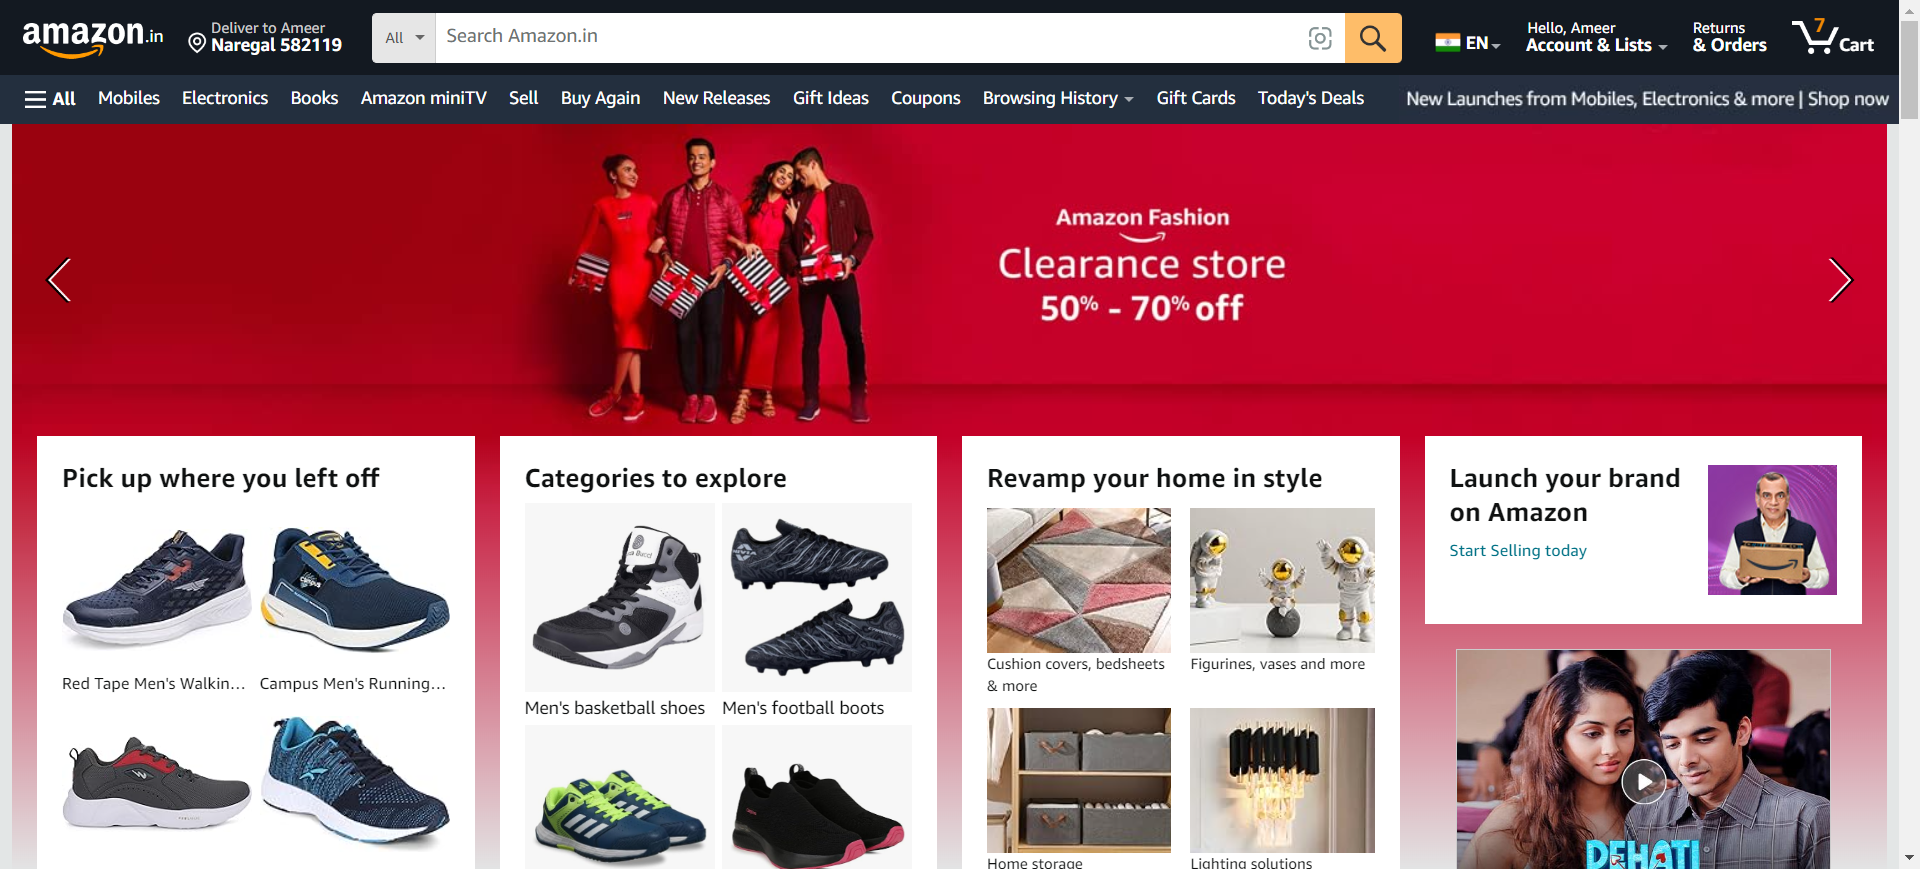 amazon.in
Deliver to Ameer
Naregal 582119
All
Search Amazon.in
EN
Hello, Ameer
Account & Lists
Returns
& Orders
7
Cart
All
Mobiles
Electronics
Books
Amazon miniTV
Sell
Buy Again
New Releases
Gift Ideas
Coupons
Browsing History
Gift Cards
Today's Deals
New Launches from Mobiles, Electronics & more | Shop now
Amazon Fashion
Clearance store
50% - 70% off
Pick up where you left off
Red Tape Men's Walkin...
Campus Men's Running...
Categories to explore
NIVIA
Men's basketball shoes
Men's football boots
Revamp your home in style
Cushion covers, bedsheets
& more
Figurines, vases and more
Home storage
Lighting solutions
Launch your brand
on Amazon
Start Selling today
DEHATI